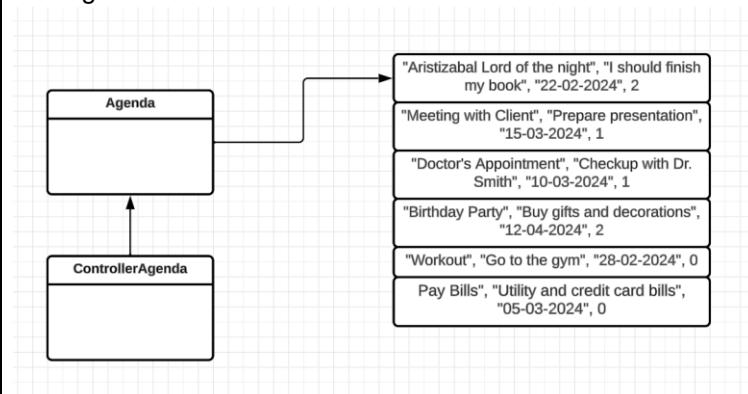 Agenda
ControllerAgenda
"Aristizabal Lord of the night", "I should finish
my book", "22-02-2024", 2
"Meeting with Client", "Prepare presentation",
"15-03-2024", 1
"Doctor's Appointment", "Checkup with Dr.
Smith", "10-03-2024", 1
"Birthday Party", "Buy gifts and decorations",
"12-04-2024", 2
"Workout", "Go to the gym", "28-02-2024", 0
Pay Bills", "Utility and credit card bills",
"05-03-2024", 0